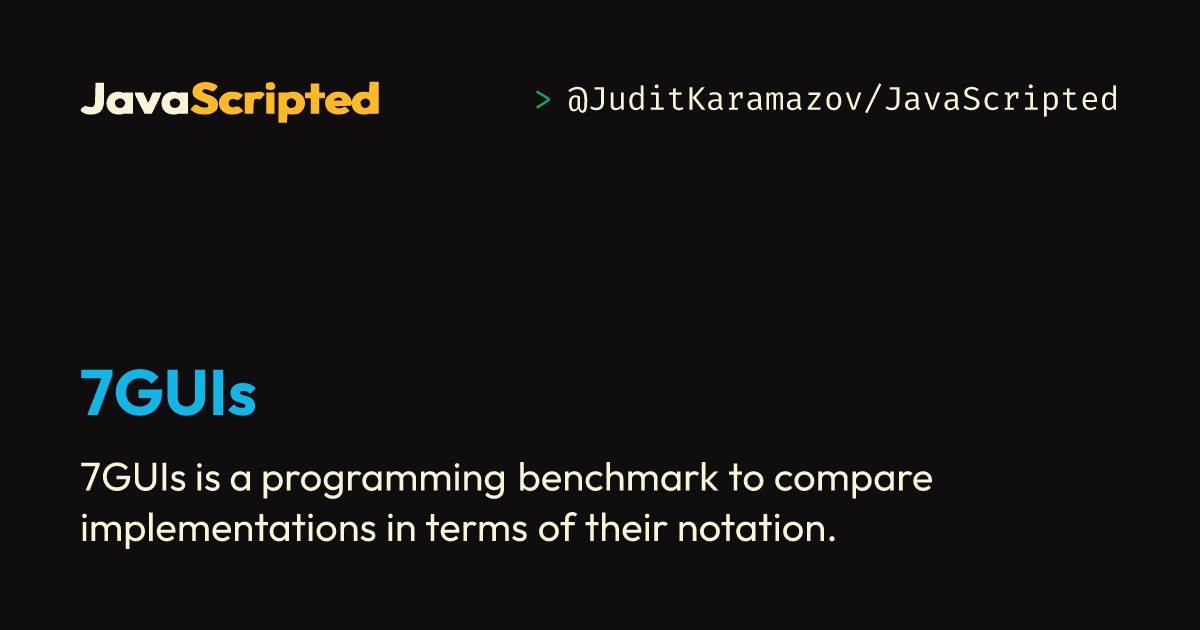 JavaScripted
> @JuditKaramazov/JavaScripted
7GUIs
7GUIs is a programming benchmark to compare
implementations in terms of their notation.